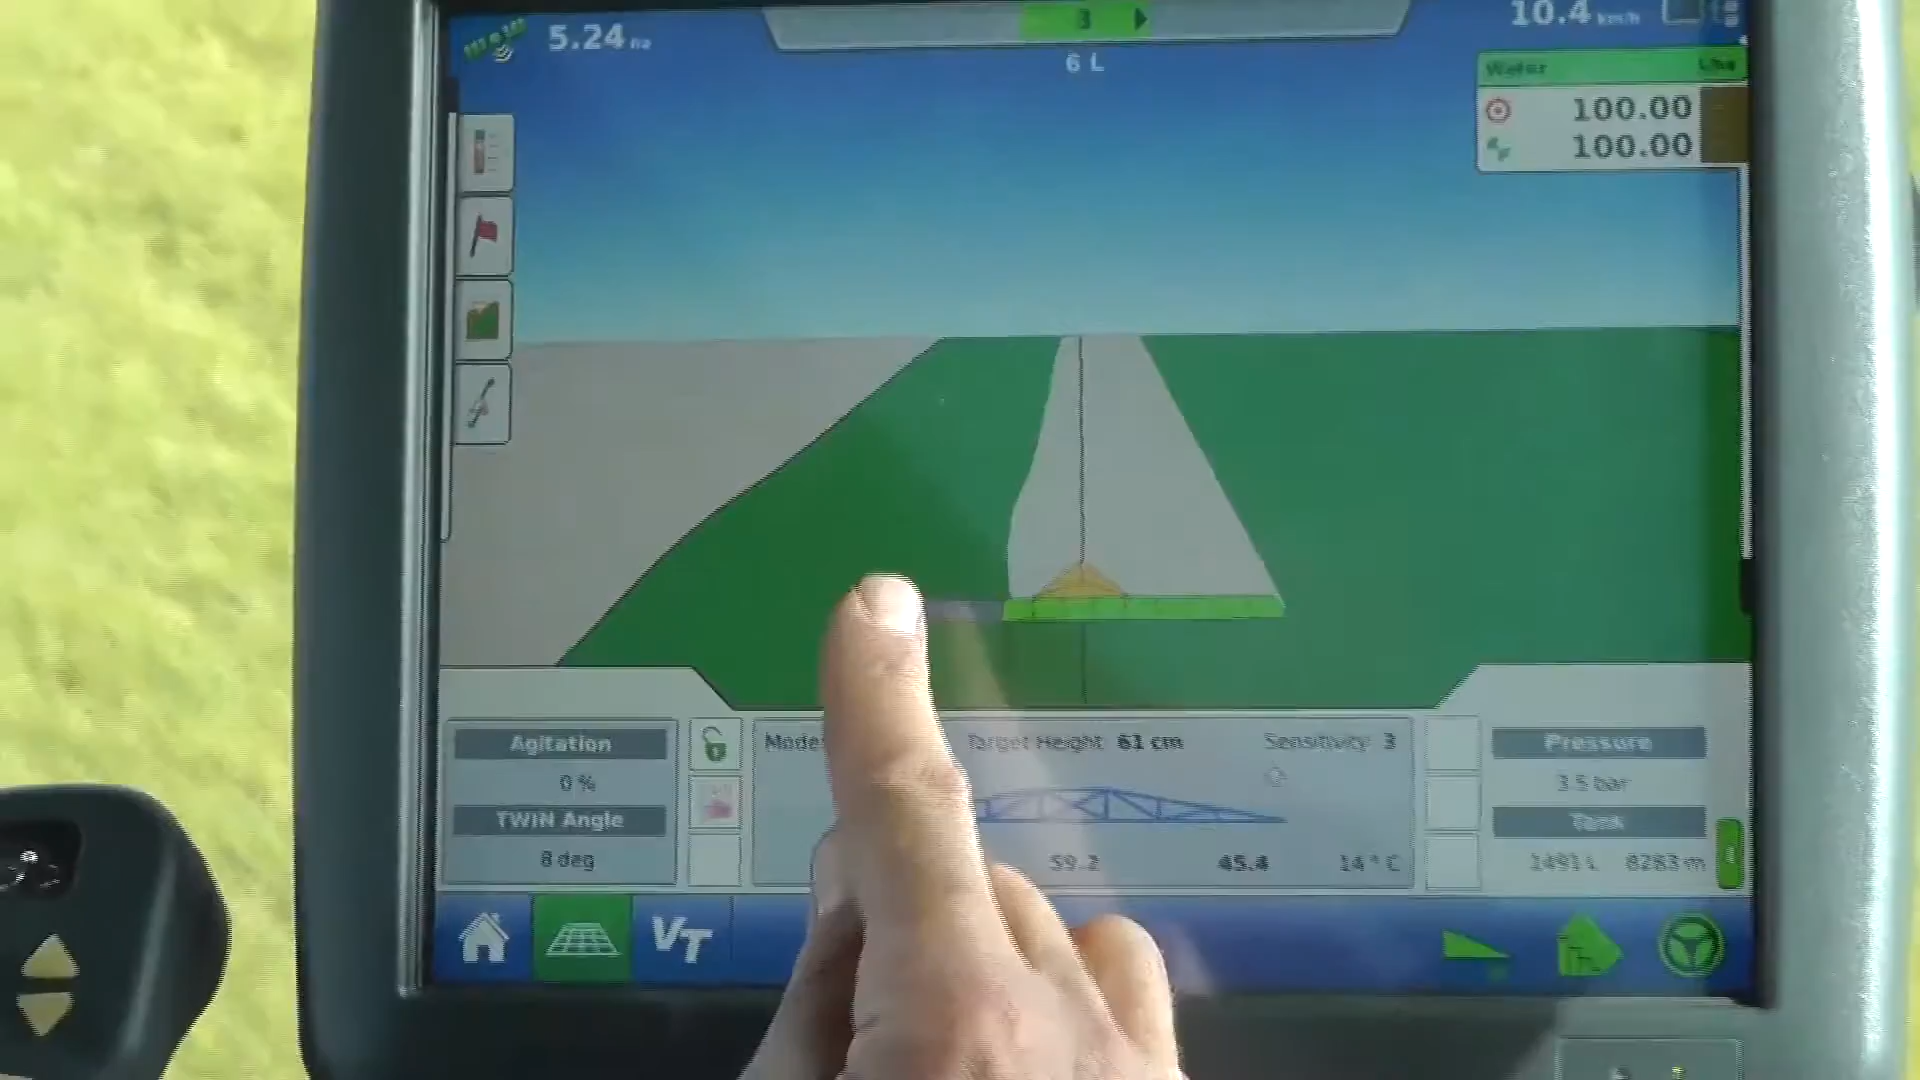 5.24 ha
3
10.4 km/h
6 L
Water
100.00
100.00
Agitation
0 %
TWIN Angle
8 deg
Mode:
Target Height: 61 cm
Sensitivity: 3
59.2
45.4
14° C
Pressure
3.5 bar
Tank
1491 L
8283 m
VT